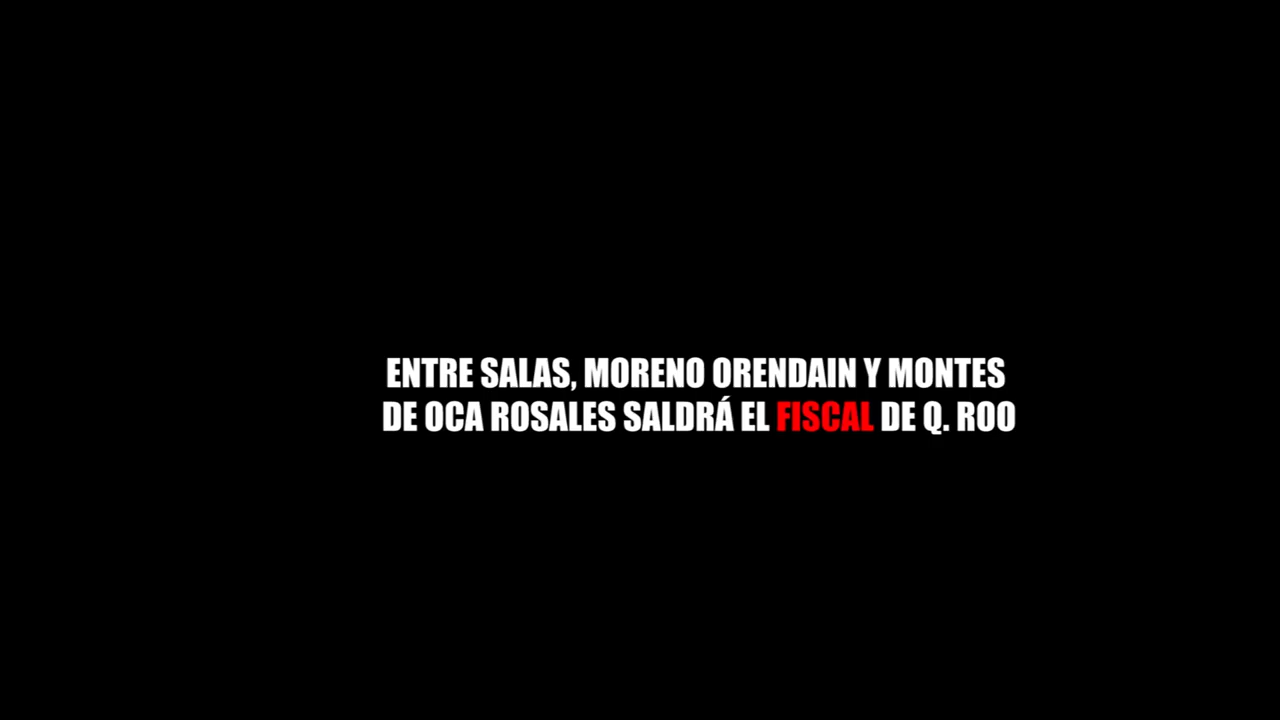 ENTRE SALAS, MORENO ORENDAIN Y MONTES
DE OCA ROSALES SALDRÁ EL FISCAL DE Q. ROO